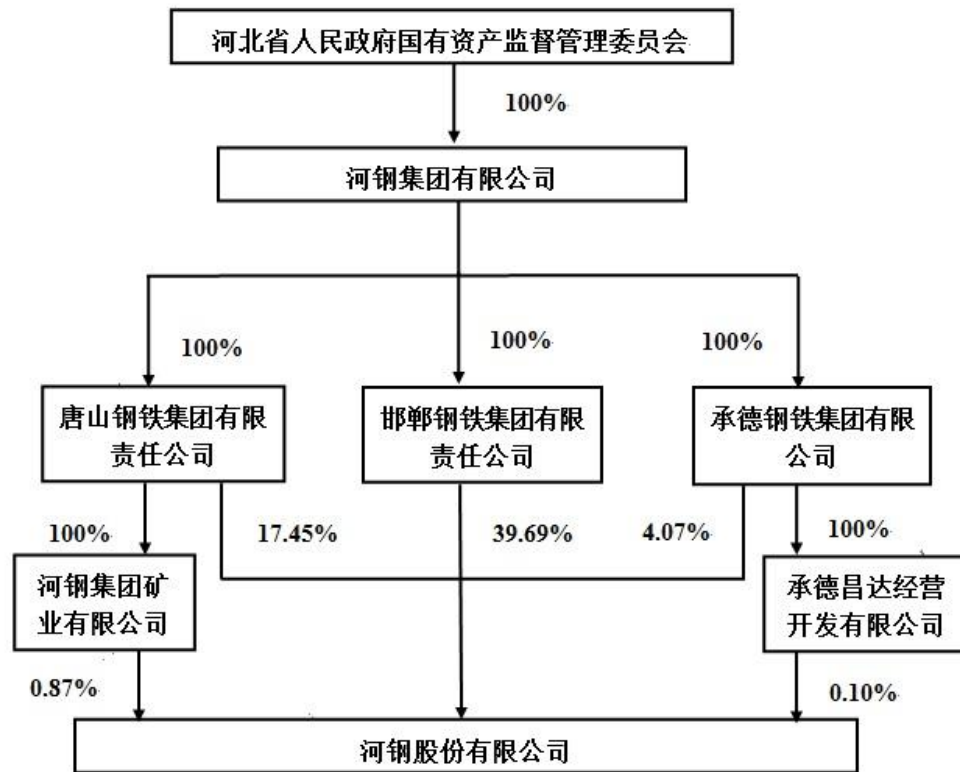 河北省人民政府国有资产监督管理委员会
100%
河钢集团有限公司
100%
100%
100%
唐山钢铁集团有限
责任公司
邯郸钢铁集团有限
责任公司
承德钢铁集团有限
公司
100%
17.45%
39.69%
4.07%
100%
河钢集团矿
业有限公司
承德昌达经营
开发有限公司
0.87%
0.10%
河钢股份有限公司